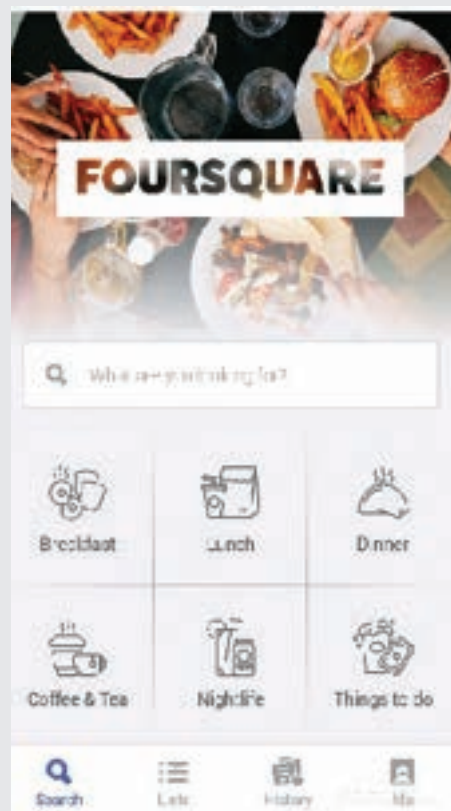 FOURSQUARE
What are you looking for?
Breakfast Lunch Dinner
Coffee & Tea Nightlife Things to do
Search Lists History Me